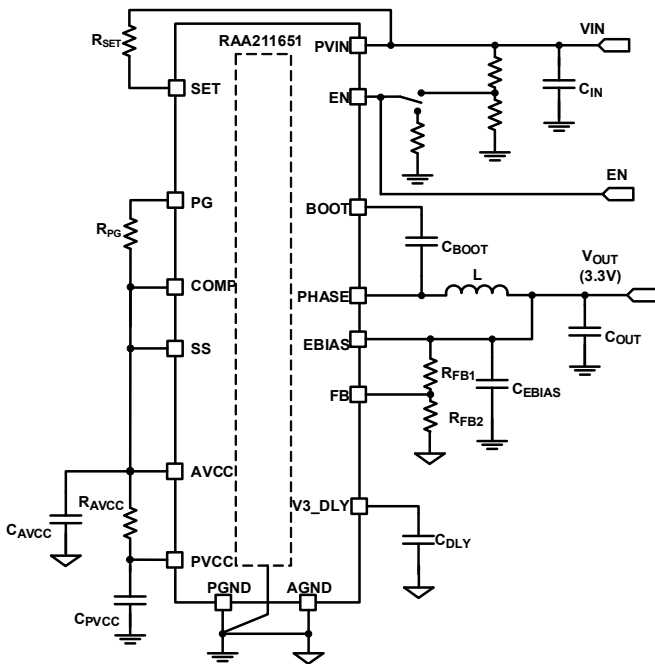 RSET
RAA211651
PVIN
VIN
SET
EN
CIN
PG
RPG
BOOT
EN
CBOOT
COMP
PHASE
L
VOUT
(3.3V)
SS
EBIAS
COUT
RFB1
CEBIAS
FB
RFB2
AVCC
RAVCC
CAVCC
V3_DLY
CDLY
PVCC
CPVCC
PGND
AGND